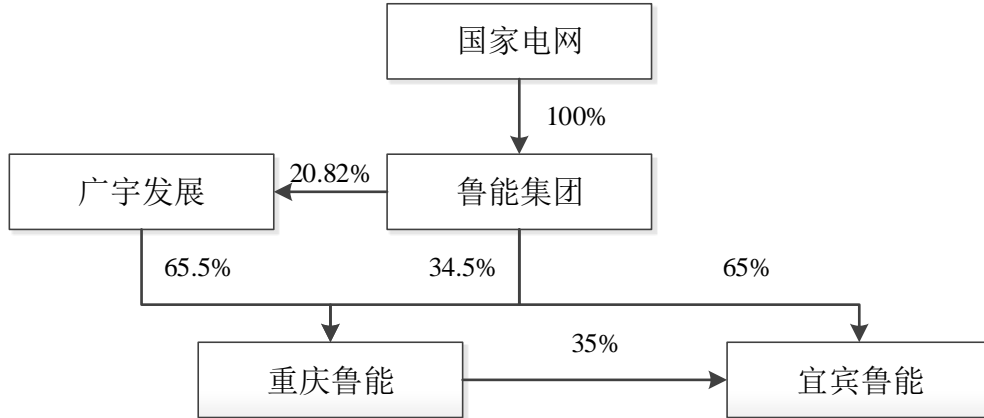 国家电网
100%
广宇发展
20.82%
鲁能集团
65.5%
34.5%
65%
重庆鲁能
35%
宜宾鲁能